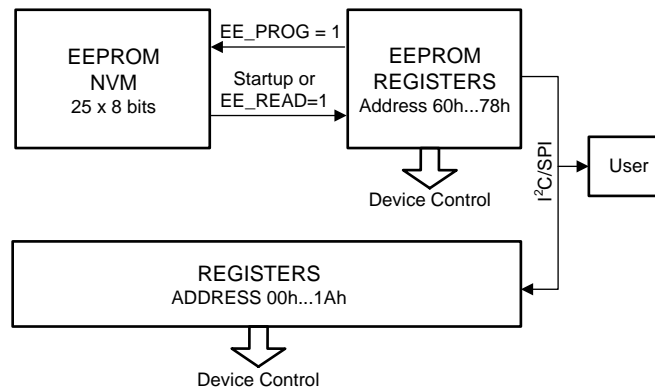 EE_PROG = 1
EEPROM
NVM
25 x 8 bits
Startup or
EE_READ=1
EEPROM
REGISTERS
Address 60h...78h
Device Control
I²C/SPI
User
REGISTERS
ADDRESS 00h...1Ah
Device Control